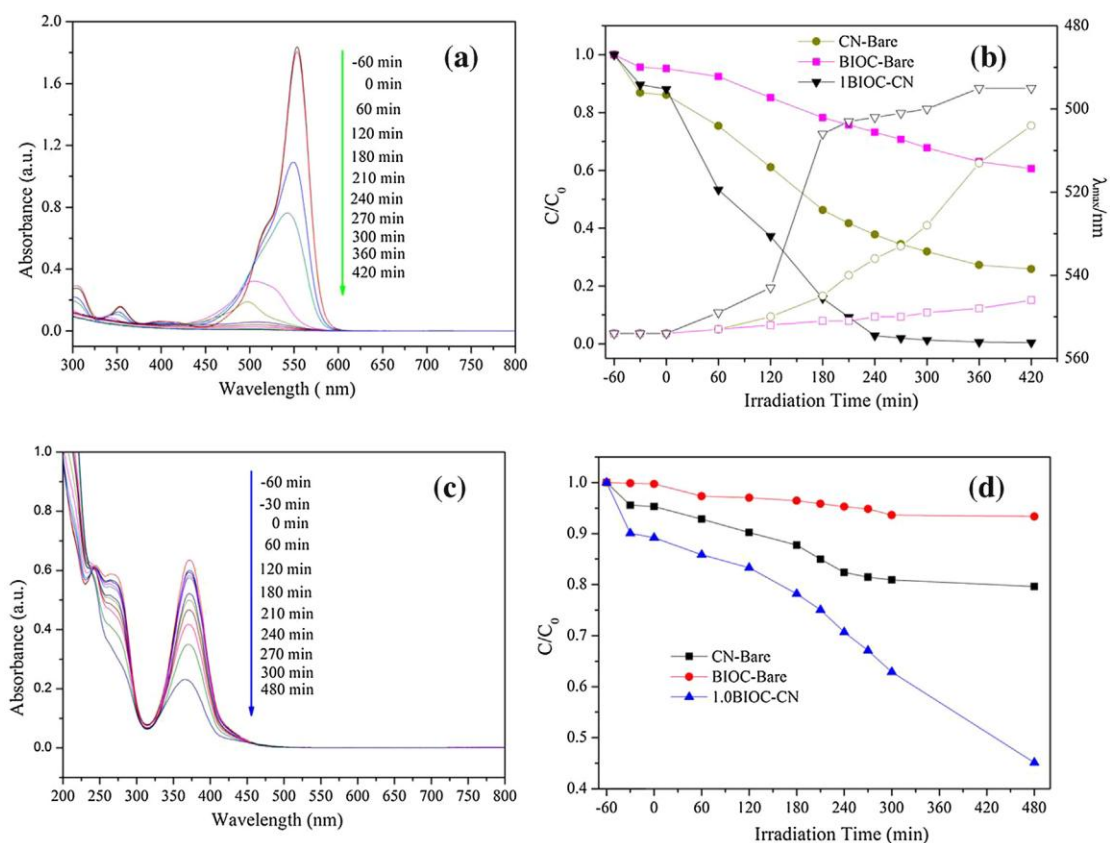 (a)
2.0
1.6
1.2
0.8
0.4
0.0
Absorbance (a.u.)
-60 min
0 min
60 min
120 min
180 min
210 min
240 min
270 min
300 min
360 min
420 min
300 350 400 450 500 550 600 650 700 750 800
Wavelength ( nm)
(b)
CN-Bare
BIOC-Bare
1BIOC-CN
1.0
0.8
0.6
0.4
0.2
0.0
C/C0
480
500
520
540
560
λmax/nm
-60 0 60 120 180 240 300 360 420
Irradiation Time (min)
(c)
1.0
0.8
0.6
0.4
0.2
0.0
Absorbance (a.u.)
-60 min
-30 min
0 min
60 min
120 min
180 min
210 min
240 min
270 min
300 min
480 min
200 250 300 350 400 450 500 550 600 650 700 750 800
Wavelength (nm)
(d)
1.0
0.9
0.8
0.7
0.6
0.5
0.4
C/C0
CN-Bare
BIOC-Bare
1.0BIOC-CN
-60 0 60 120 180 240 300 360 420 480
Irradiation Time (min)